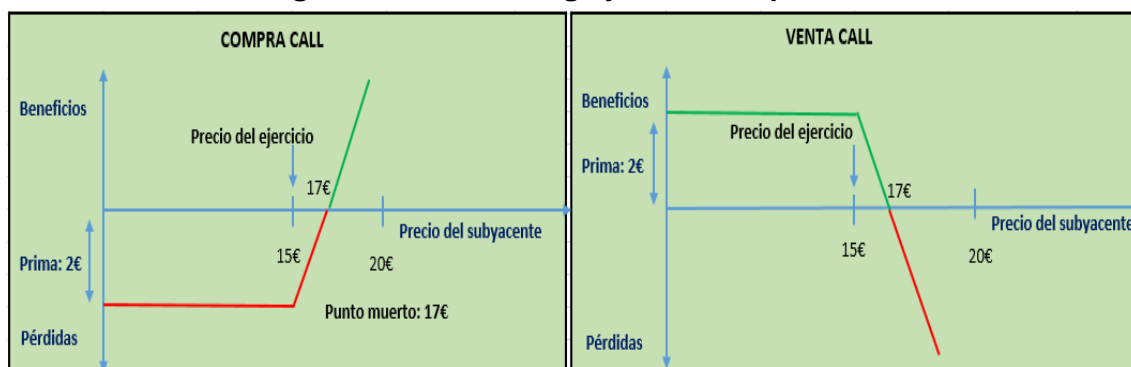 COMPRA CALL
Beneficios
Precio del ejercicio
17€
Precio del subyacente
15€
20€
Prima: 2€
Punto muerto: 17€
Pérdidas
VENTA CALL
Beneficios
Precio del ejercicio
Prima: 2€
17€
Precio del subyacente
15€
20€
Pérdidas